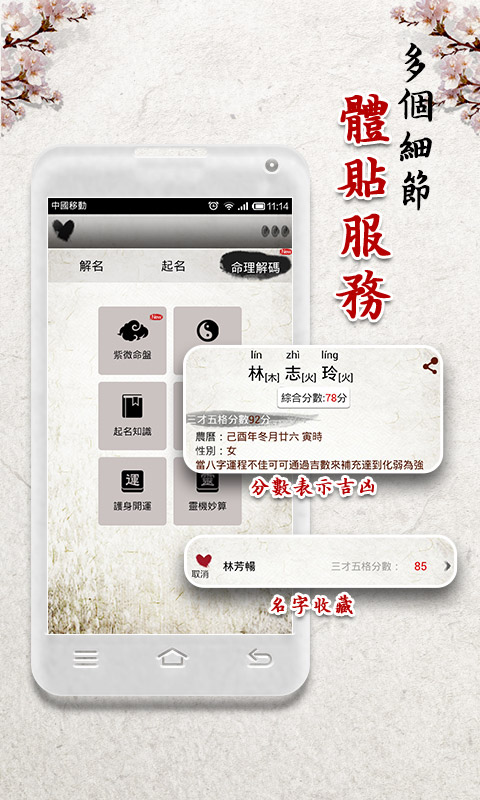 多個細節
體貼服務
中國移動
11:14
解名
起名
命理解碼
New
紫微命盤
New
起名知識
護身開運
運
靈機妙算
靈
lín zhì líng
林[木] 志[火] 玲[火]
綜合分數:78分
三才五格分數92分
農曆：己酉年冬月廿六 寅時
性別：女
當八字運程不佳可可通過吉數來補充達到化弱為強
分數表示吉凶
取消
林芳暢
三才五格分數：
85
名字收藏